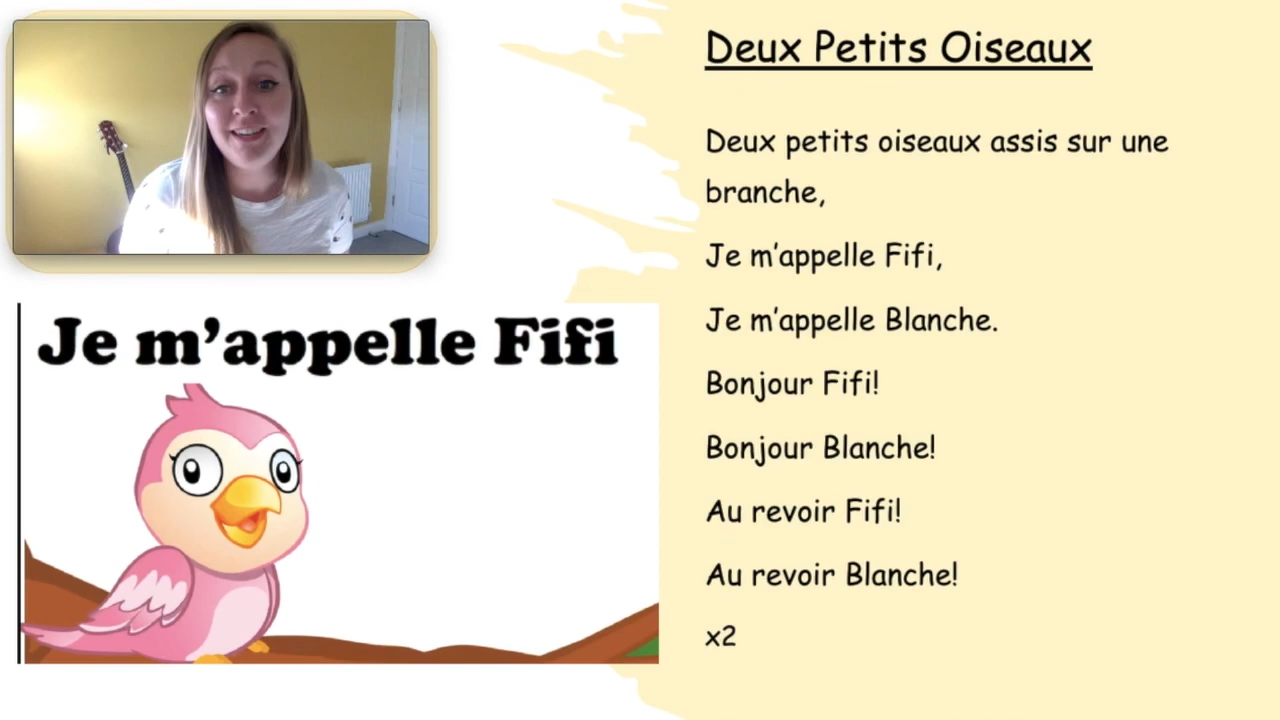 Deux Petits Oiseaux
Deux petits oiseaux assis sur une
branche,
Je m'appelle Fifi,
Je m'appelle Blanche.
Bonjour Fifi!
Bonjour Blanche!
Au revoir Fifi!
Au revoir Blanche!
x2
Je m’appelle Fifi